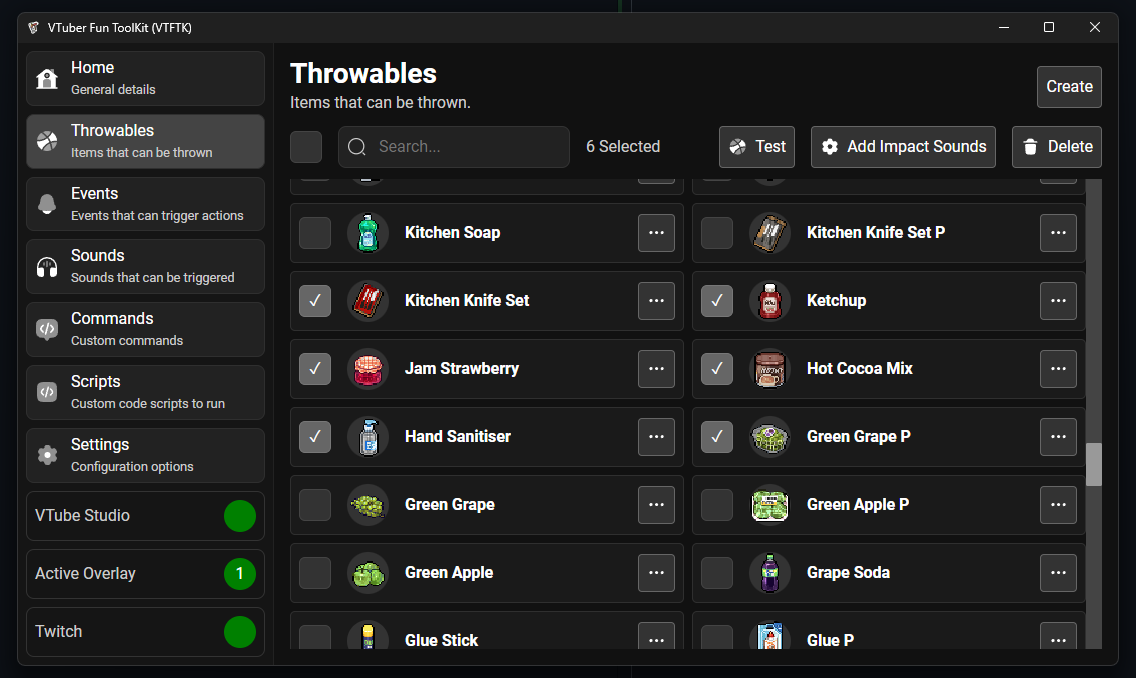 VTuber Fun ToolKit (VTFTK)
Home
General details
Throwables
Items that can be thrown
Events
Events that can trigger actions
Sounds
Sounds that can be triggered
Commands
Custom commands
Scripts
Custom code scripts to run
Settings
Configuration options
VTube Studio
Active Overlay
1
Twitch
Throwables
Items that can be thrown.
Create
Search...
6 Selected
Test
Add Impact Sounds
Delete
Kitchen Soap
Kitchen Knife Set P
Kitchen Knife Set
Ketchup
Jam Strawberry
Hot Cocoa Mix
Hand Sanitiser
Green Grape P
Green Grape
Green Apple P
Green Apple
Grape Soda
Glue Stick
Glue P